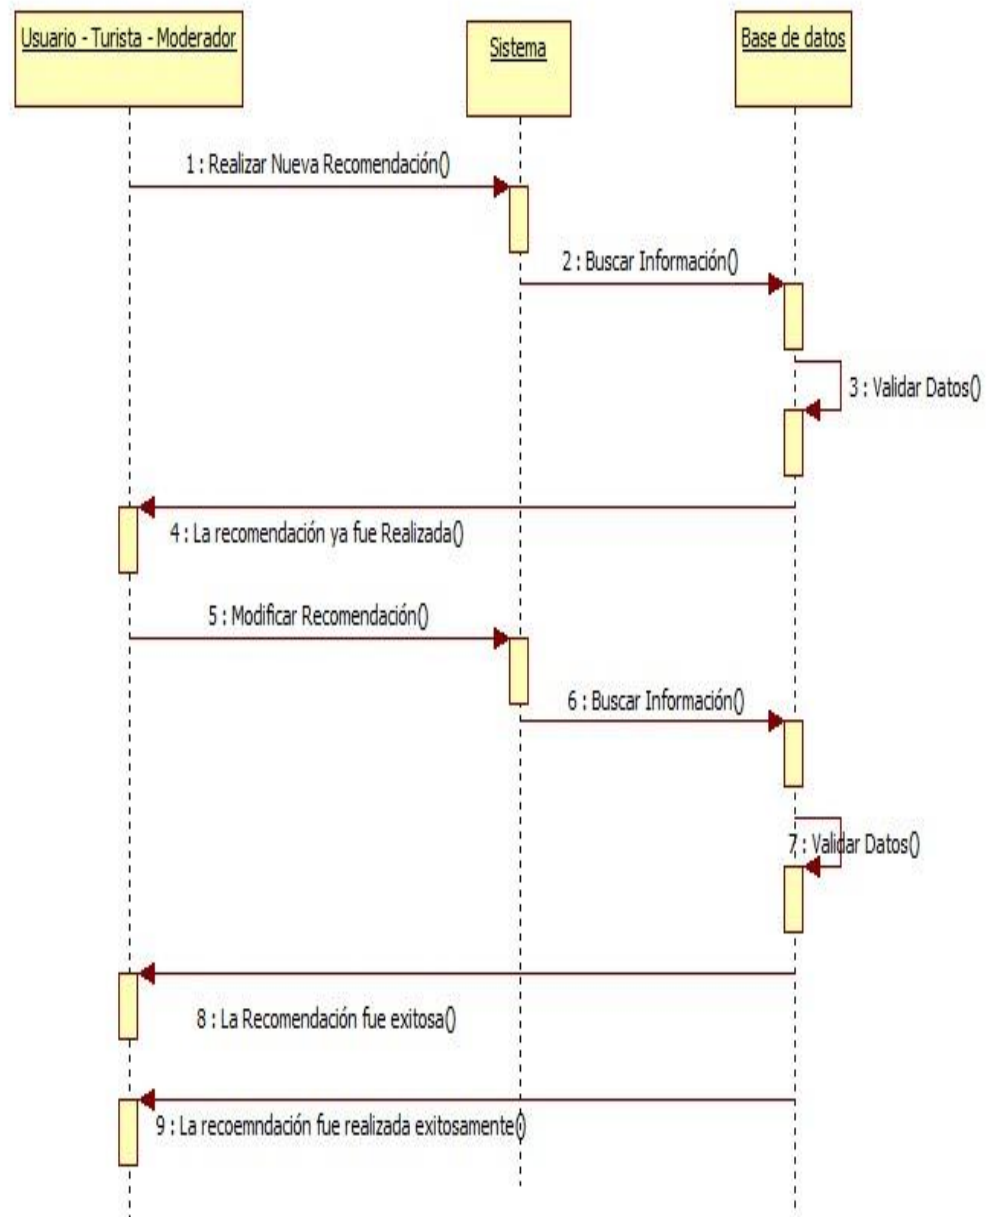 Usuario - Turista - Moderador
Sistema
Base de datos
1 : Realizar Nueva Recomendación()
2 : Buscar Información()
3 : Validar Datos()
4 : La recomendación ya fue Realizada()
5 : Modificar Recomendación()
6 : Buscar Información()
7 : Validar Datos()
8 : La Recomendación fue exitosa()
9 : La recoemndación fue realizada exitosamente()